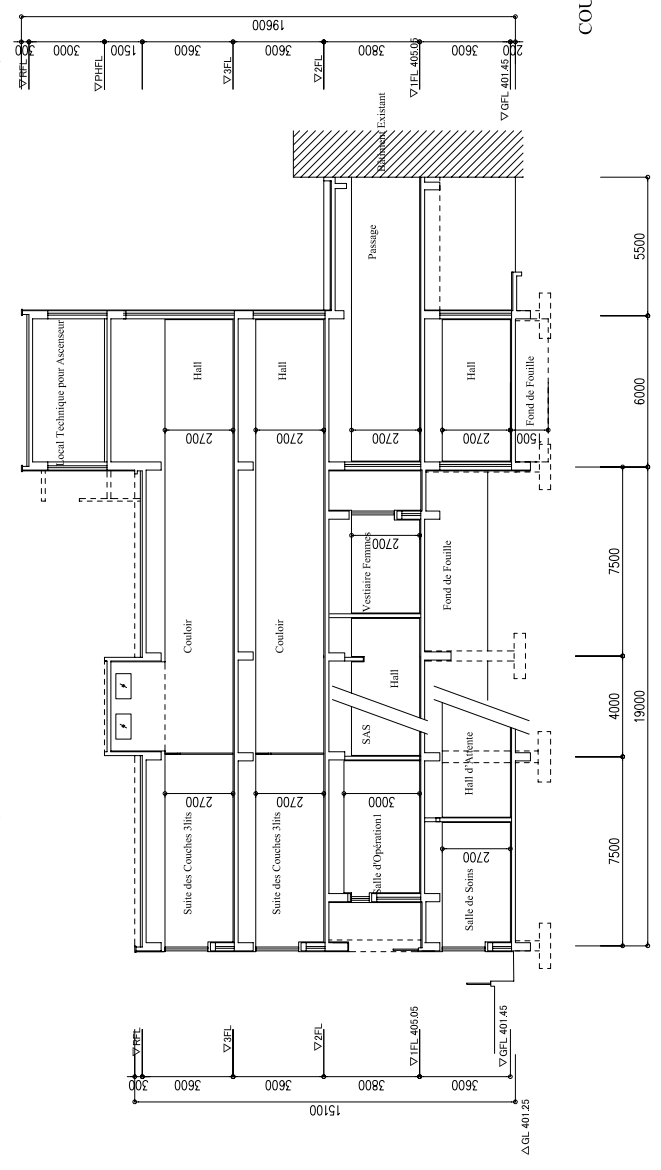 19600
300
3000
1500
3600
3600
3800
3600
200
▽RFL
▽PHFL
▽3FL
▽2FL
▽1FL 405.05
▽GFL 401.45
COU
Bâtiment Existant
Passage
Local Technique pour Ascenseur
Hall
Hall
Hall
2700
2700
2700
2700
500
Fond de Fouille
Couloir
Couloir
Vestiaire Femmes
2700
Fond de Fouille
Hall
SAS
Hall d'Attente
Suite des Couches 3lits
2700
Suite des Couches 3lits
2700
Salle d'Opération1
3000
Salle de Soins
2700
5500
6000
7500
4000
7500
19000
▽RFL
▽3FL
▽2FL
▽1FL 405.05
▽GFL 401.45
300
3600
3600
3800
3600
15100
△GL 401.25